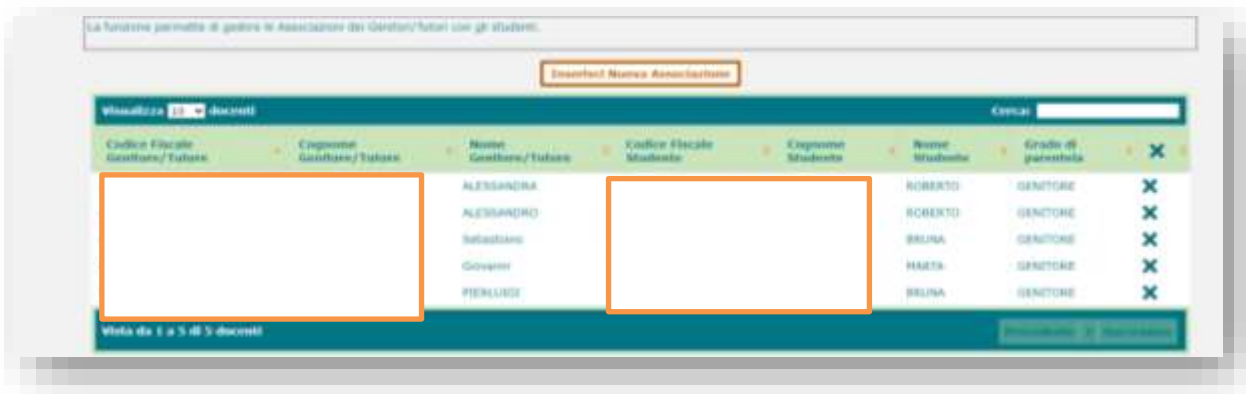 La funzione permette di gestire le Associazioni dei Genitori/Tutori con gli studenti.
Inserisci Nuova Associazione
Visualizza 10 docenti Cerca:
Codice Fiscale Genitore/Tutore Cognome Genitore/Tutore Nome Genitore/Tutore Codice Fiscale Studente Cognome Studente Nome Studente Grado di parentela
ALESSANDRA ROBERTO GENITORE
ALESSANDRO ROBERTO GENITORE
Sebastiano BRUNA GENITORE
Giovanni MARTA GENITORE
PIERLUIGI BRUNA GENITORE
Vista da 1 a 5 di 5 docenti Precedente 1 Successivo